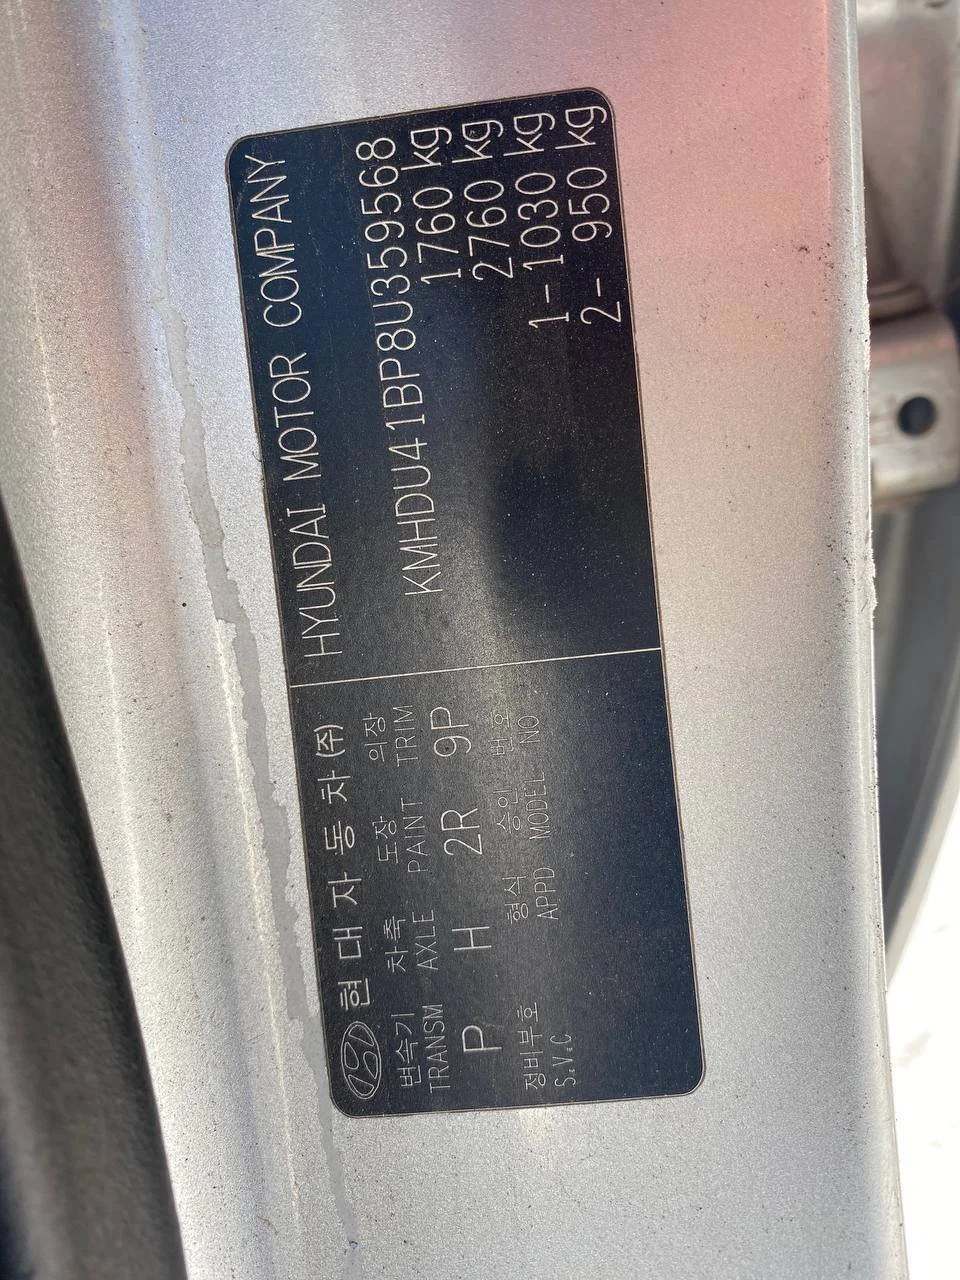 현대자동차(주)
HYUNDAI MOTOR COMPANY
변속기 차축 도장 의장
TRANSM AXLE PAINT TRIM
P H 2R 9P
정비부호 형식 승인 번호
S.V.C APPD MODEL NO
KMHDU41BP8U359568
1760 kg
2760 kg
1- 1030 kg
2- 950 kg